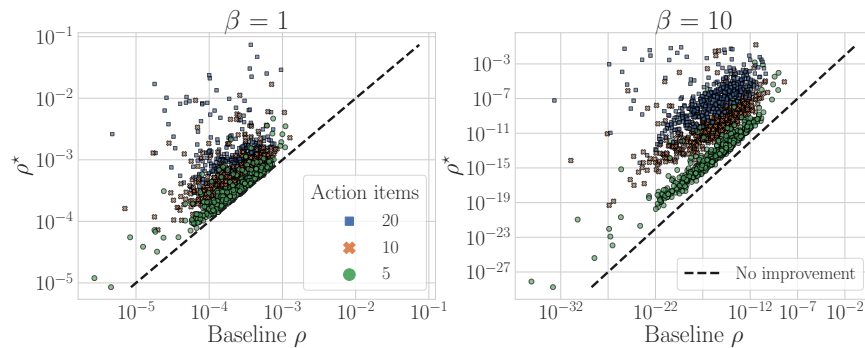 β = 1
10⁻¹
10⁻²
10⁻³
10⁻⁴
10⁻⁵
ρ*
Action items
20
10
5
10⁻⁵ 10⁻⁴ 10⁻³ 10⁻² 10⁻¹
Baseline ρ
β = 10
10⁻³
10⁻⁷
10⁻¹¹
10⁻¹⁵
10⁻¹⁹
10⁻²³
10⁻²⁷
ρ*
No improvement
10⁻³² 10⁻²² 10⁻¹² 10⁻⁷ 10⁻²
Baseline ρ